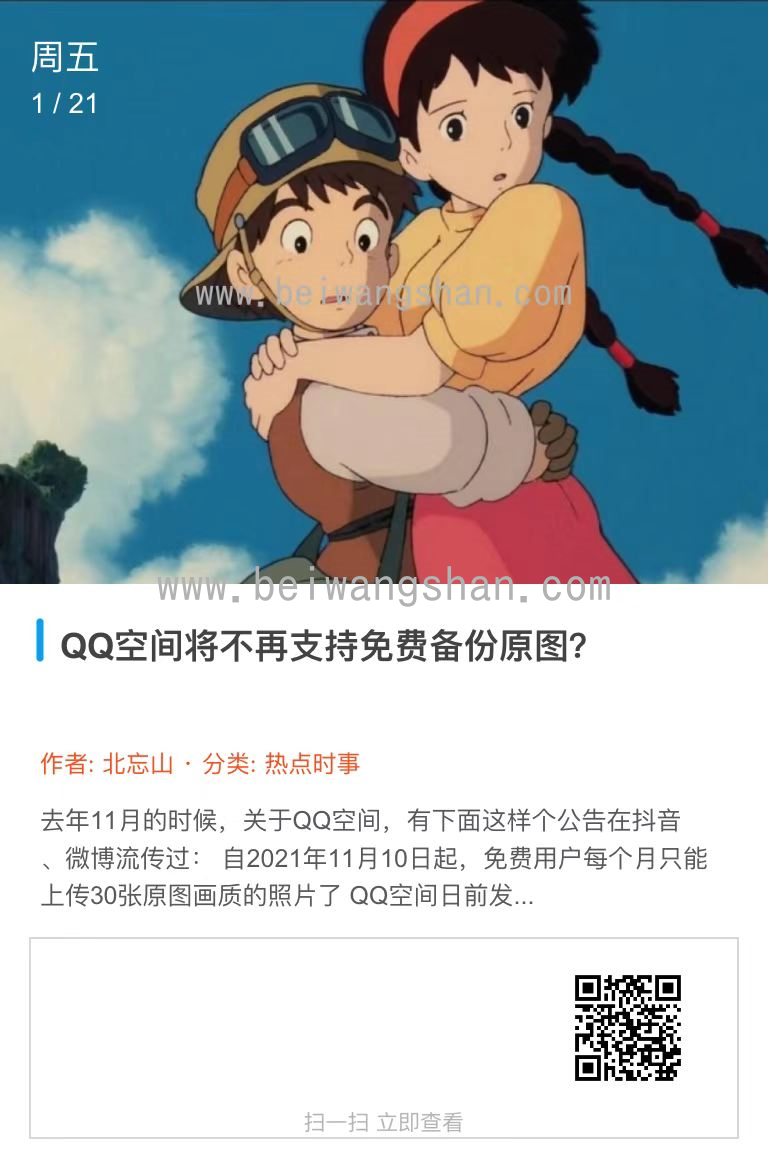 周五
1 / 21
www.beiwangshan.com
www.beiwangshan.com
QQ空间将不再支持免费备份原图?
作者: 北忘山 · 分类: 热点时事
去年11月的时候，关于QQ空间，有下面这样个公告在抖音
、微博流传过： 自2021年11月10日起，免费用户每个月只能
上传30张原图画质的照片了 QQ空间日前发...
扫一扫 立即查看